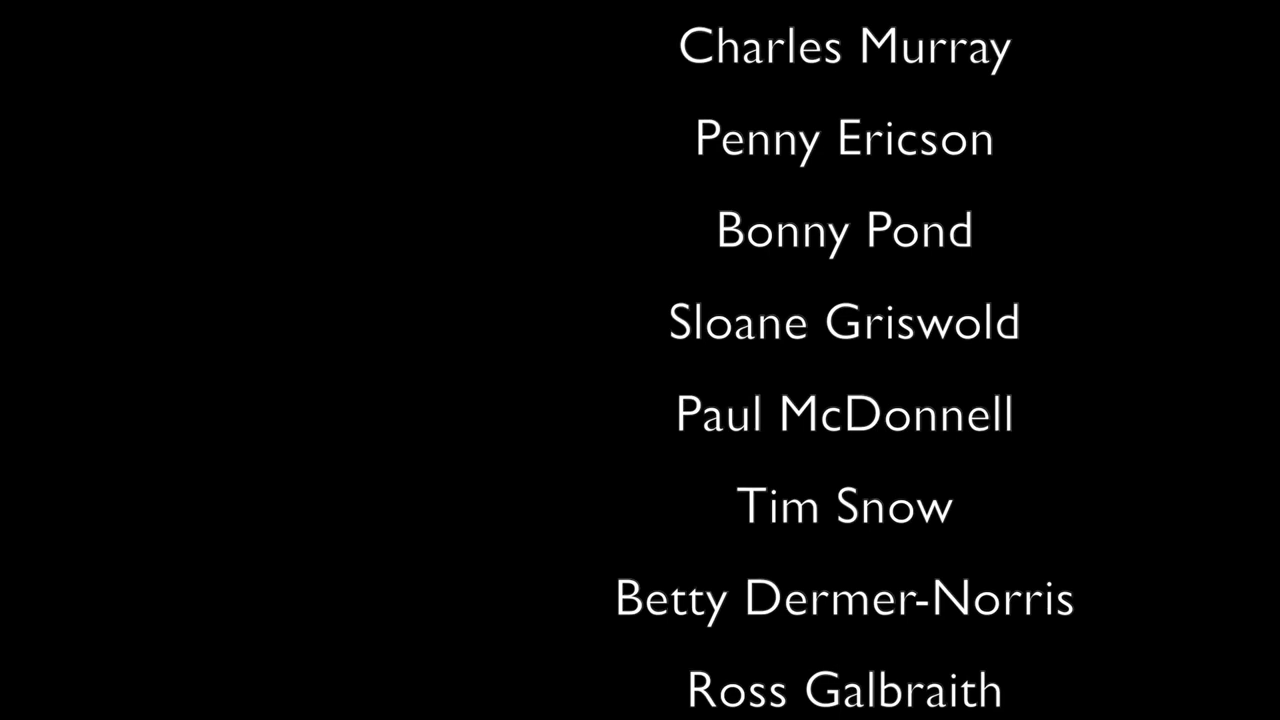 Charles Murray
Penny Ericson
Bonny Pond
Sloane Griswold
Paul McDonnell
Tim Snow
Betty Dermer-Norris
Ross Galbraith